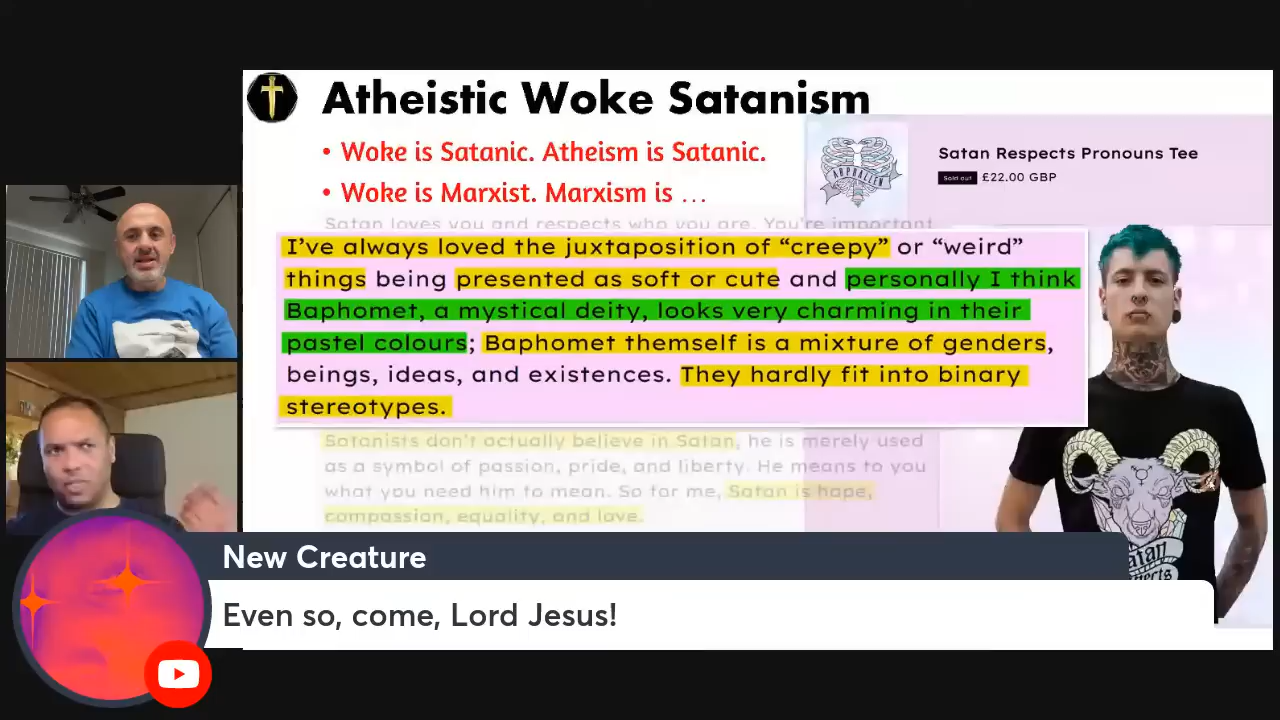 Atheistic Woke Satanism
• Woke is Satanic. Atheism is Satanic.
• Woke is Marxist. Marxism is ...
Satan Respects Pronouns Tee
Sold out £22.00 GBP
ABPRALLEN
Satan loves you and respects who you are. You're important
I've always loved the juxtaposition of “creepy” or “weird”
things being presented as soft or cute and personally I think
Baphomet, a mystical deity, looks very charming in their
pastel colours; Baphomet themself is a mixture of genders,
beings, ideas, and existences. They hardly fit into binary
stereotypes.
Satanists don't actually believe in Satan, he is merely used
as a symbol of passion, pride, and liberty. He means to you
what you need him to mean. So for me, Satan is hope,
compassion, equality, and love.
New Creature
Even so, come, Lord Jesus!